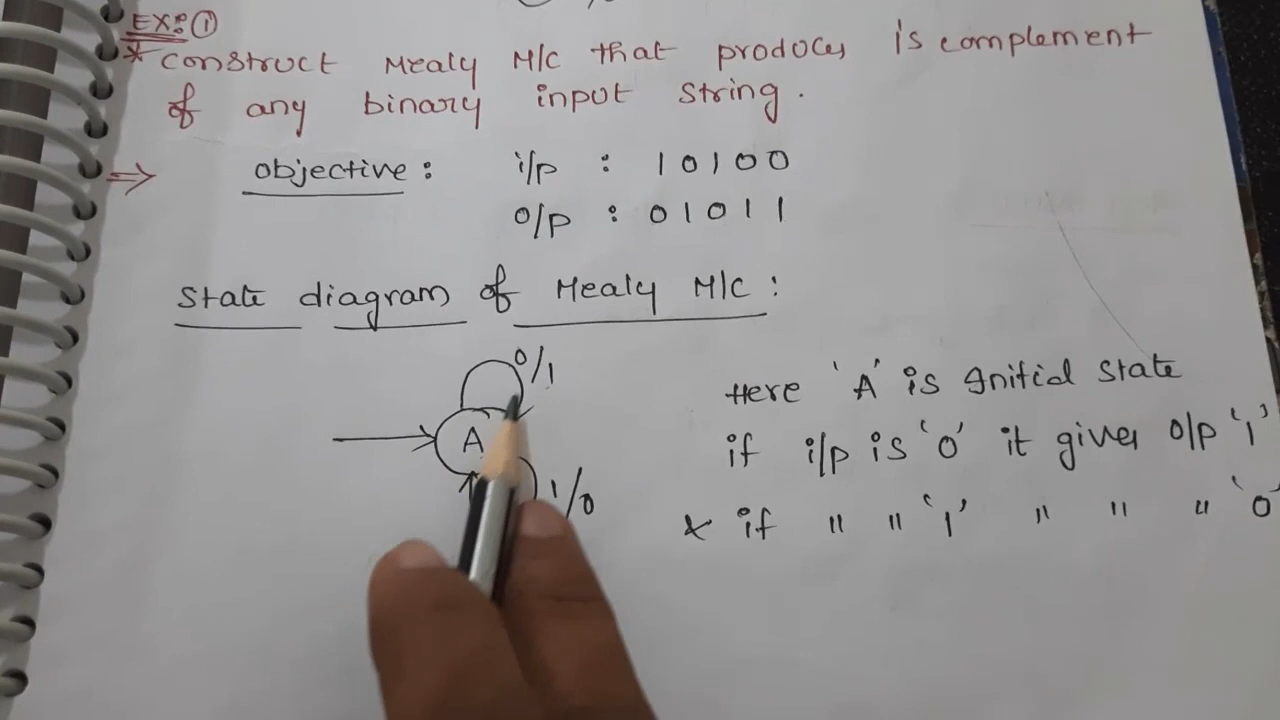 EX:①
* construct Mealy M/C that produces 1s complement
of any binary input string.
⇒ objective: i/p : 10100
o/p : 01011
State diagram of Mealy M/C:
0/1
A
1/0
Here 'A' is Initial State
if i/p is '0' it gives o/p '1'
* if " " '1' " " " '0'